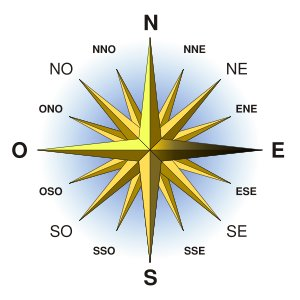 N
NNO NNE
NO NE
ONO ENE
O E
OSO ESE
SO SE
SSO SSE
S